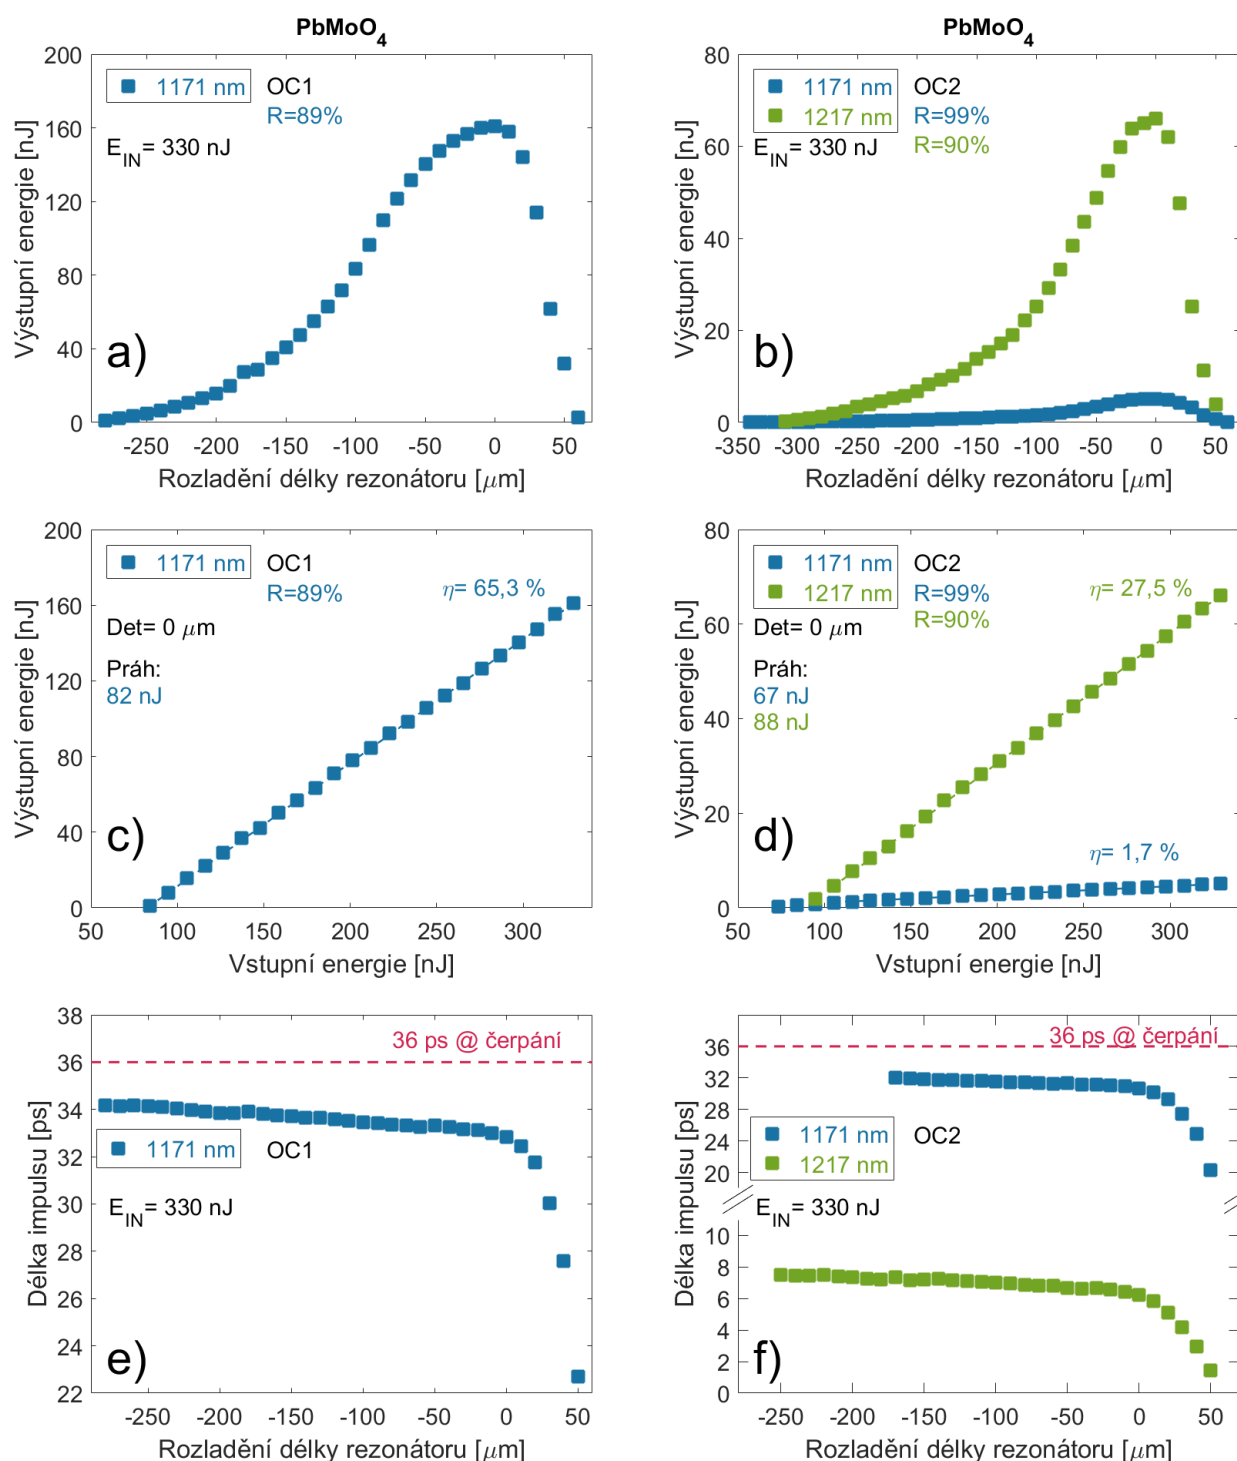 PbMoO4
200
160
120
80
40
0
Výstupní energie [nJ]
1171 nm
OC1
R=89%
EIN= 330 nJ
a)
-250 -200 -150 -100 -50 0 50
Rozladění délky rezonátoru [μm]
PbMoO4
80
60
40
20
0
Výstupní energie [nJ]
1171 nm
1217 nm
OC2
R=99%
R=90%
EIN= 330 nJ
b)
-350 -300 -250 -200 -150 -100 -50 0 50
Rozladění délky rezonátoru [μm]
200
160
120
80
40
0
Výstupní energie [nJ]
1171 nm
OC1
R=89%
η= 65,3 %
Det= 0 μm
Práh:
82 nJ
c)
50 100 150 200 250 300
Vstupní energie [nJ]
80
60
40
20
0
Výstupní energie [nJ]
1171 nm
1217 nm
OC2
R=99%
R=90%
η= 27,5 %
Det= 0 μm
Práh:
67 nJ
88 nJ
η= 1,7 %
d)
50 100 150 200 250 300
Vstupní energie [nJ]
38
36
34
32
30
28
26
24
22
Délka impulsu [ps]
36 ps @ čerpání
1171 nm
OC1
EIN= 330 nJ
e)
-250 -200 -150 -100 -50 0 50
Rozladění délky rezonátoru [μm]
36
32
28
24
20
10
8
6
4
2
0
Délka impulsu [ps]
36 ps @ čerpání
1171 nm
1217 nm
OC2
EIN= 330 nJ
f)
-250 -200 -150 -100 -50 0 50
Rozladění délky rezonátoru [μm]